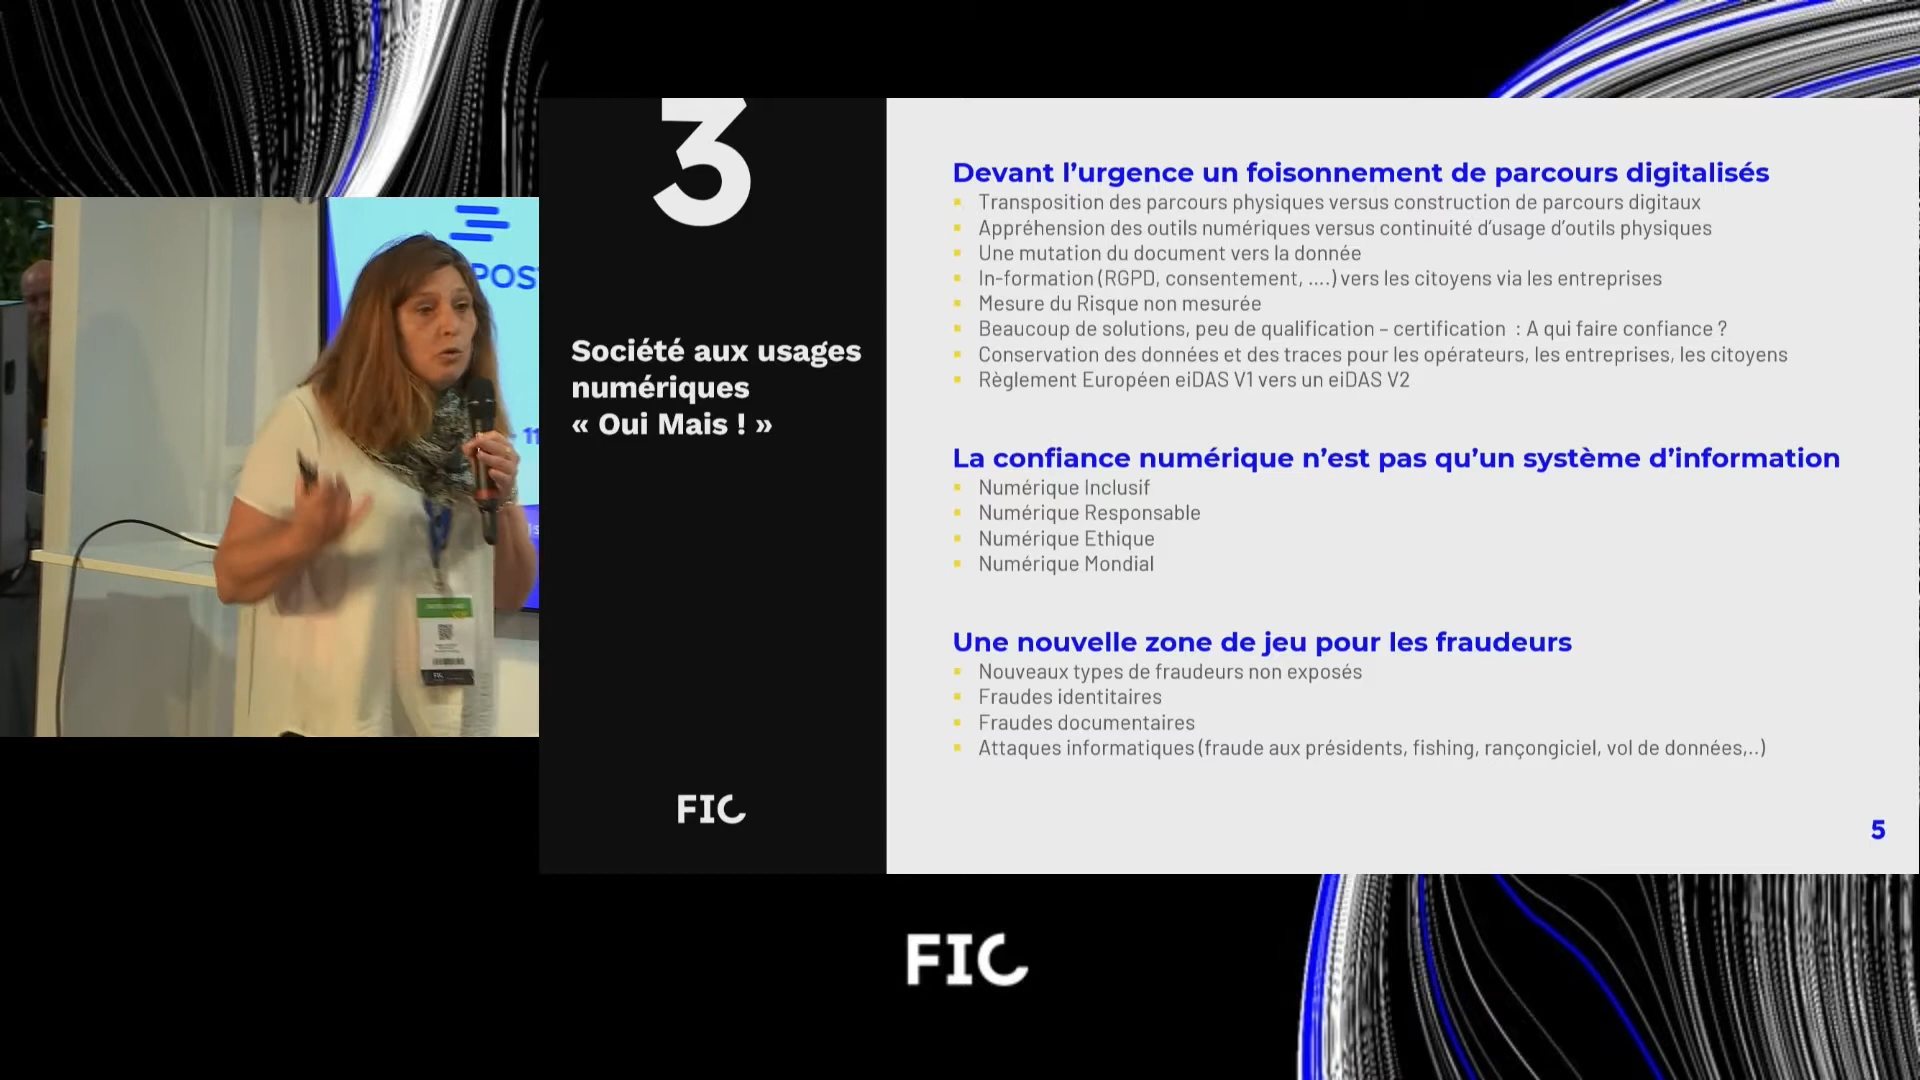 POST
11
3
Société aux usages
numériques
« Oui Mais ! »
FIC
Devant l’urgence un foisonnement de parcours digitalisés
Transposition des parcours physiques versus construction de parcours digitaux
Appréhension des outils numériques versus continuité d’usage d’outils physiques
Une mutation du document vers la donnée
In-formation (RGPD, consentement, ....) vers les citoyens via les entreprises
Mesure du Risque non mesurée
Beaucoup de solutions, peu de qualification – certification : A qui faire confiance ?
Conservation des données et des traces pour les opérateurs, les entreprises, les citoyens
Règlement Européen eiDAS V1 vers un eiDAS V2
La confiance numérique n’est pas qu’un système d’information
Numérique Inclusif
Numérique Responsable
Numérique Ethique
Numérique Mondial
Une nouvelle zone de jeu pour les fraudeurs
Nouveaux types de fraudeurs non exposés
Fraudes identitaires
Fraudes documentaires
Attaques informatiques (fraude aux présidents, fishing, rançongiciel, vol de données,..)
5
FIC